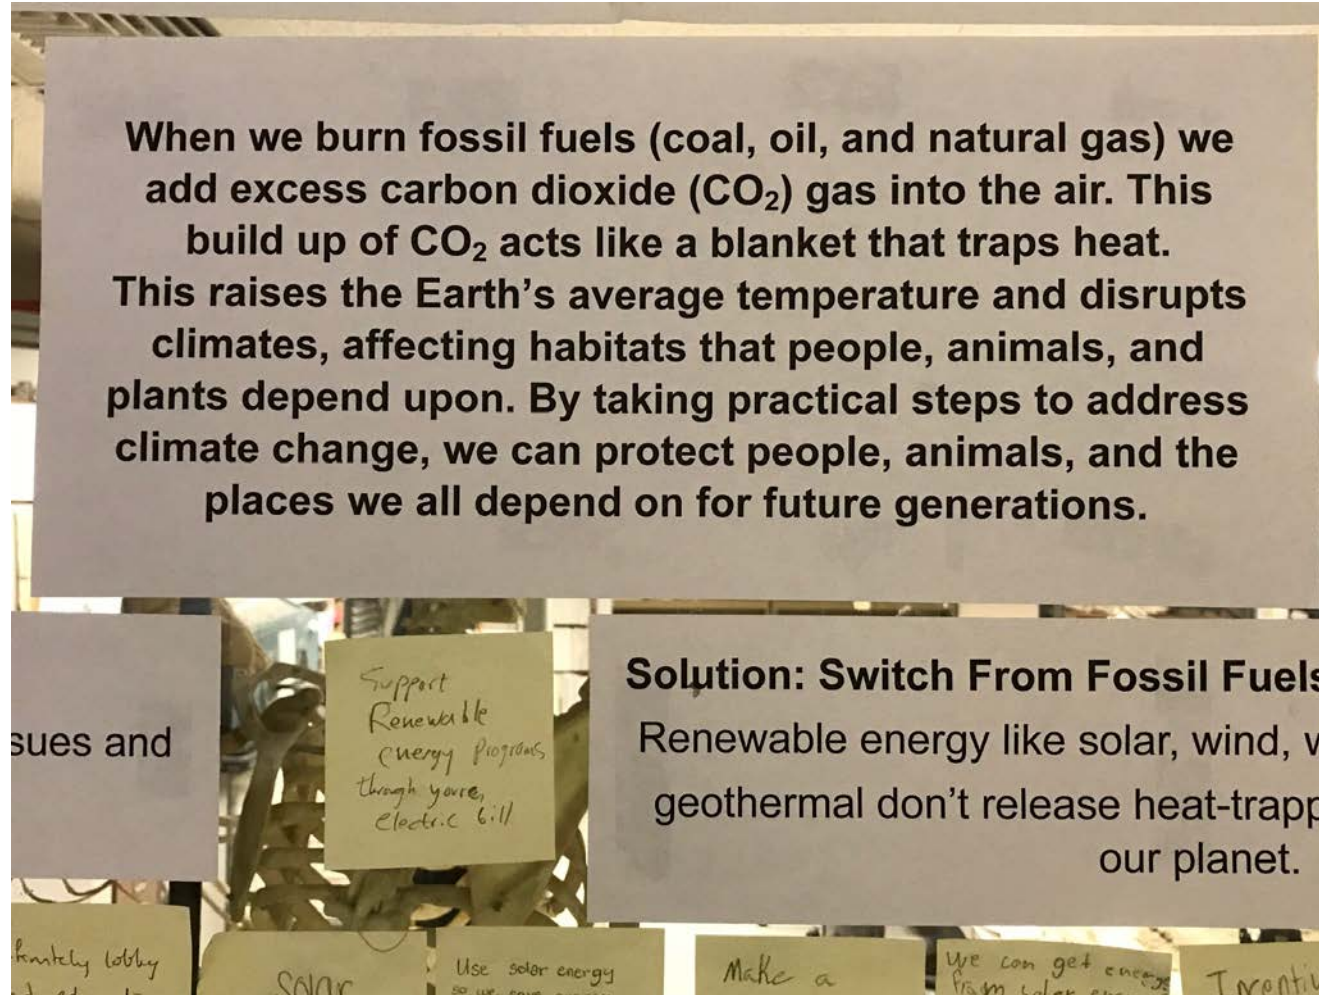 When we burn fossil fuels (coal, oil, and natural gas) we
add excess carbon dioxide (CO₂) gas into the air. This
build up of CO₂ acts like a blanket that traps heat.
This raises the Earth’s average temperature and disrupts
climates, affecting habitats that people, animals, and
plants depend upon. By taking practical steps to address
climate change, we can protect people, animals, and the
places we all depend on for future generations.
sues and
Support
Renewable
energy Programs
through youre,
electric bill
Solution: Switch From Fossil Fuels
Renewable energy like solar, wind,
geothermal don’t release heat-trapp
our planet.
lobby
Solar
Use solar energy
Make a
We can get energy
from solar